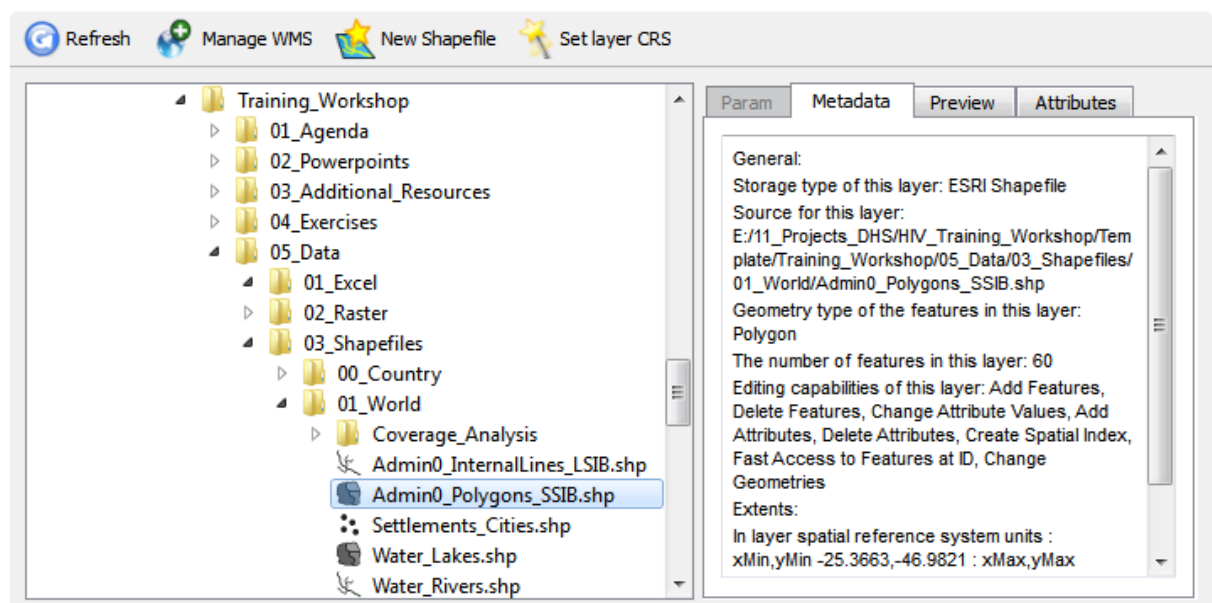 Refresh Manage WMS New Shapefile Set layer CRS
Training_Workshop
01_Agenda
02_Powerpoints
03_Additional_Resources
04_Exercises
05_Data
01_Excel
02_Raster
03_Shapefiles
00_Country
01_World
Coverage_Analysis
Admin0_InternalLines_LSIB.shp
Admin0_Polygons_SSIB.shp
Settlements_Cities.shp
Water_Lakes.shp
Water_Rivers.shp
Param Metadata Preview Attributes
General:
Storage type of this layer: ESRI Shapefile
Source for this layer:
E:/11_Projects_DHS/HIV_Training_Workshop/Tem
plate/Training_Workshop/05_Data/03_Shapefiles/
01_World/Admin0_Polygons_SSIB.shp
Geometry type of the features in this layer:
Polygon
The number of features in this layer: 60
Editing capabilities of this layer: Add Features,
Delete Features, Change Attribute Values, Add
Attributes, Delete Attributes, Create Spatial Index,
Fast Access to Features at ID, Change
Geometries
Extents:
In layer spatial reference system units :
xMin,yMin -25.3663,-46.9821 : xMax,yMax